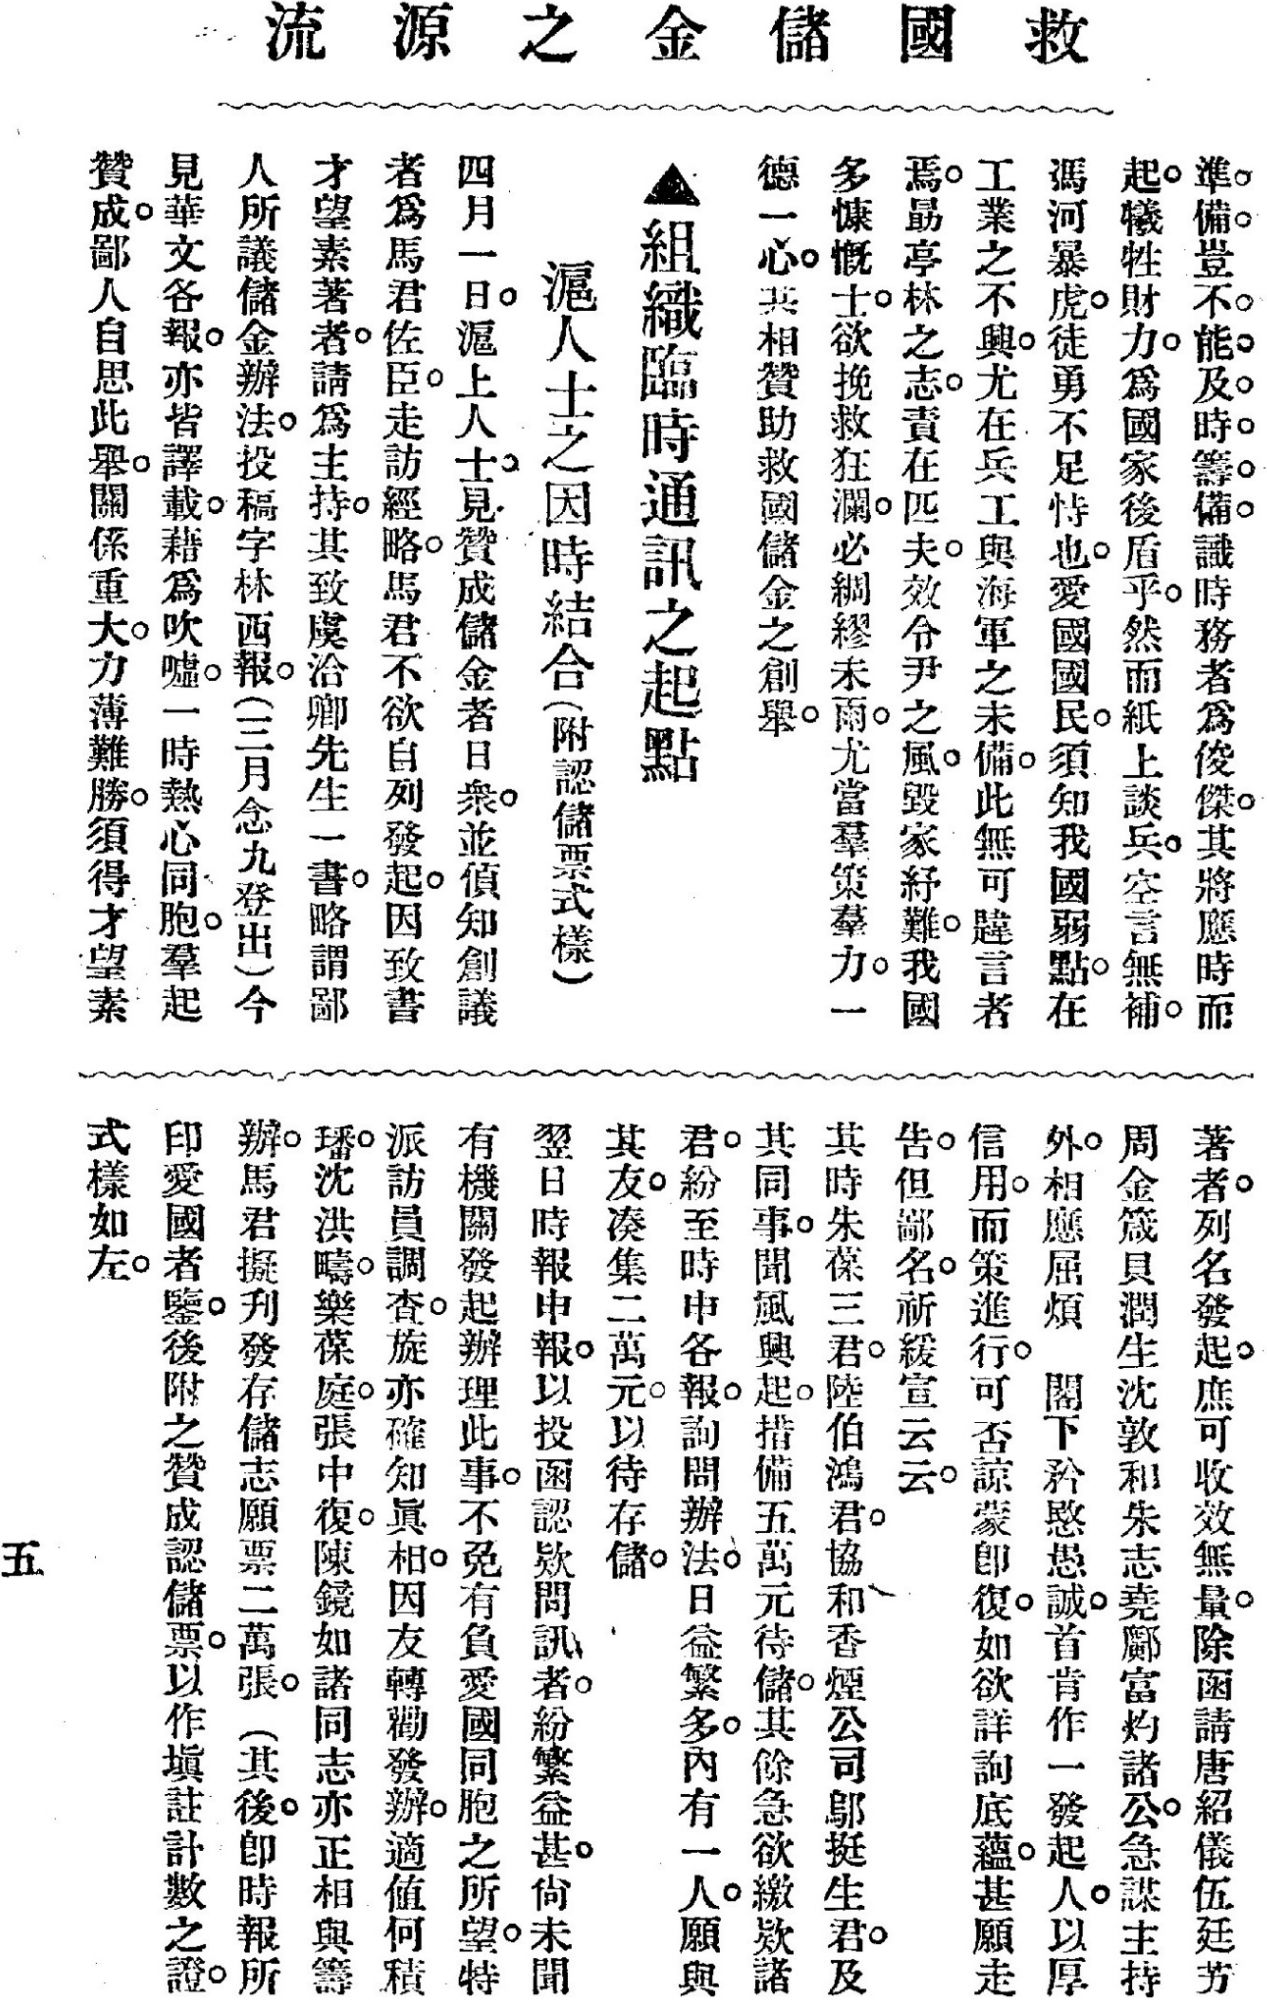 救國儲金之源流
準。備。豈不。能。及。時。籌。備。識時務者爲俊傑。其將應時而
起。犧牲財力。爲國家後盾乎。然而紙上談兵。空言無補。
馮河暴虎。徒勇不足恃也。愛國國民。須知我國弱點。在
工業之不興。尤在兵工與海軍之未備。此無可諱言者
焉。勗亭林之志。責在匹夫。效令尹之風。毀家紓難。我國
多慷慨士。欲挽救狂瀾。必綢繆未雨。尤當羣策羣力。一
德一心。共相贊助救國儲金之創舉。
▲組織臨時通訊之起點
滬人士之因時結合(附認儲票式樣)
四月一日。滬上人士。見贊成儲金者日衆。並偵知創議
者爲馬君佐臣。走訪經略。馬君不欲自列發起。因致書
才望素著者。請爲主持。其致虞洽卿先生一書。略謂鄙
人所議儲金辦法。投稿字林西報。(三月念九登出)今
見華文各報。亦皆譯載。藉爲吹噓。一時熱心同胞。羣起
贊成。鄙人自思此舉。關係重大。力薄難勝。須得才望素
著者。列名發起。庶可收效無量。除函請唐紹儀伍廷芳
周金箴貝潤生沈敦和朱志堯鄺富灼諸公。急謀主持
外。相應屈煩　閣下矜愍愚誠。首肯作一發起人。以厚
信用。而策進行。可否諒蒙卽復。如欲詳詢底蘊。甚願走
告。但鄙名。祈緩宣云云。
其時朱葆三君。陸伯鴻君。協和香煙公司鄔挺生君。及
其同事。聞風興起。措備五萬元待儲。其餘急欲繳欵諸
君。紛至時申各報。詢問辦法。日益繁多。內有一人。願與
其友。湊集二萬元。以待存儲。
翌日時報申報。以投函認欵問訊者。紛繁益甚。尙未聞
有機關發起辦理此事。不免有負愛國同胞之所望。特
派訪員調査。旋亦確知眞相。因友轉勸發辦。適値何積
璠。沈洪疇。樂葆庭。張中復。陳鏡如諸同志亦正相與籌
辦。馬君擬刋發存儲志願票二萬張。(其後。卽時報所
印愛國者鑒。後附之贊成認儲票。以作塡註計數之證。
式樣如左。
五